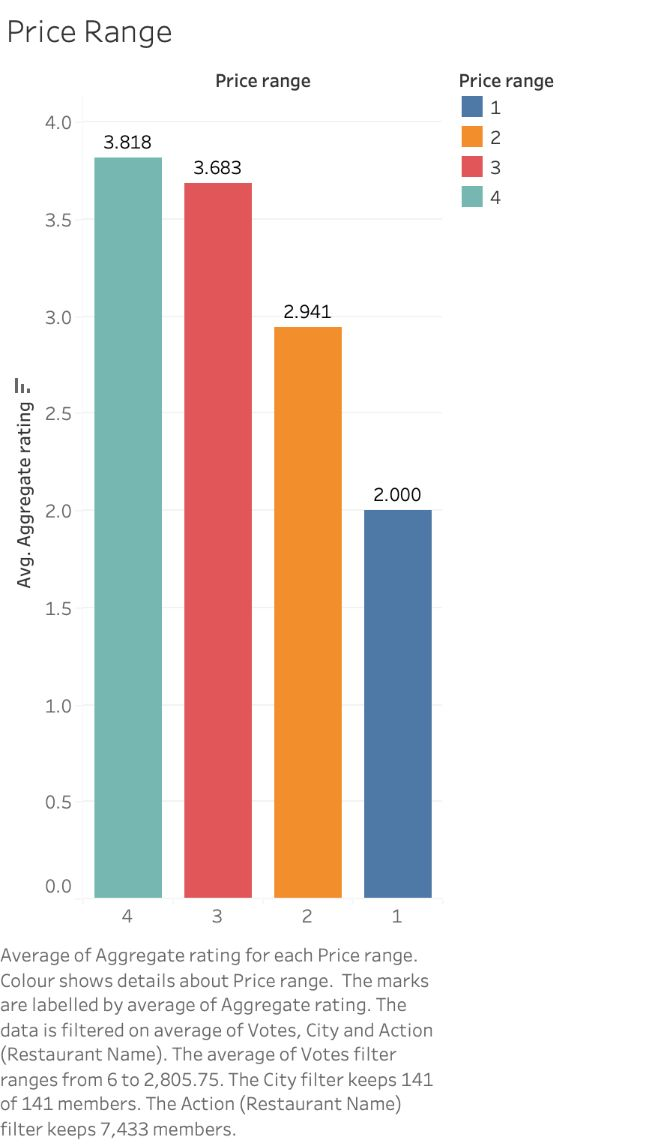 Price Range
Price range
Price range
1
2
3
4
4.0
3.5
3.0
2.5
2.0
1.5
1.0
0.5
0.0
Avg. Aggregate rating
3.818
3.683
2.941
2.000
4
3
2
1
Average of Aggregate rating for each Price range.
Colour shows details about Price range.  The marks
are labelled by average of Aggregate rating. The
data is filtered on average of Votes, City and Action
(Restaurant Name). The average of Votes filter
ranges from 6 to 2,805.75. The City filter keeps 141
of 141 members. The Action (Restaurant Name)
filter keeps 7,433 members.